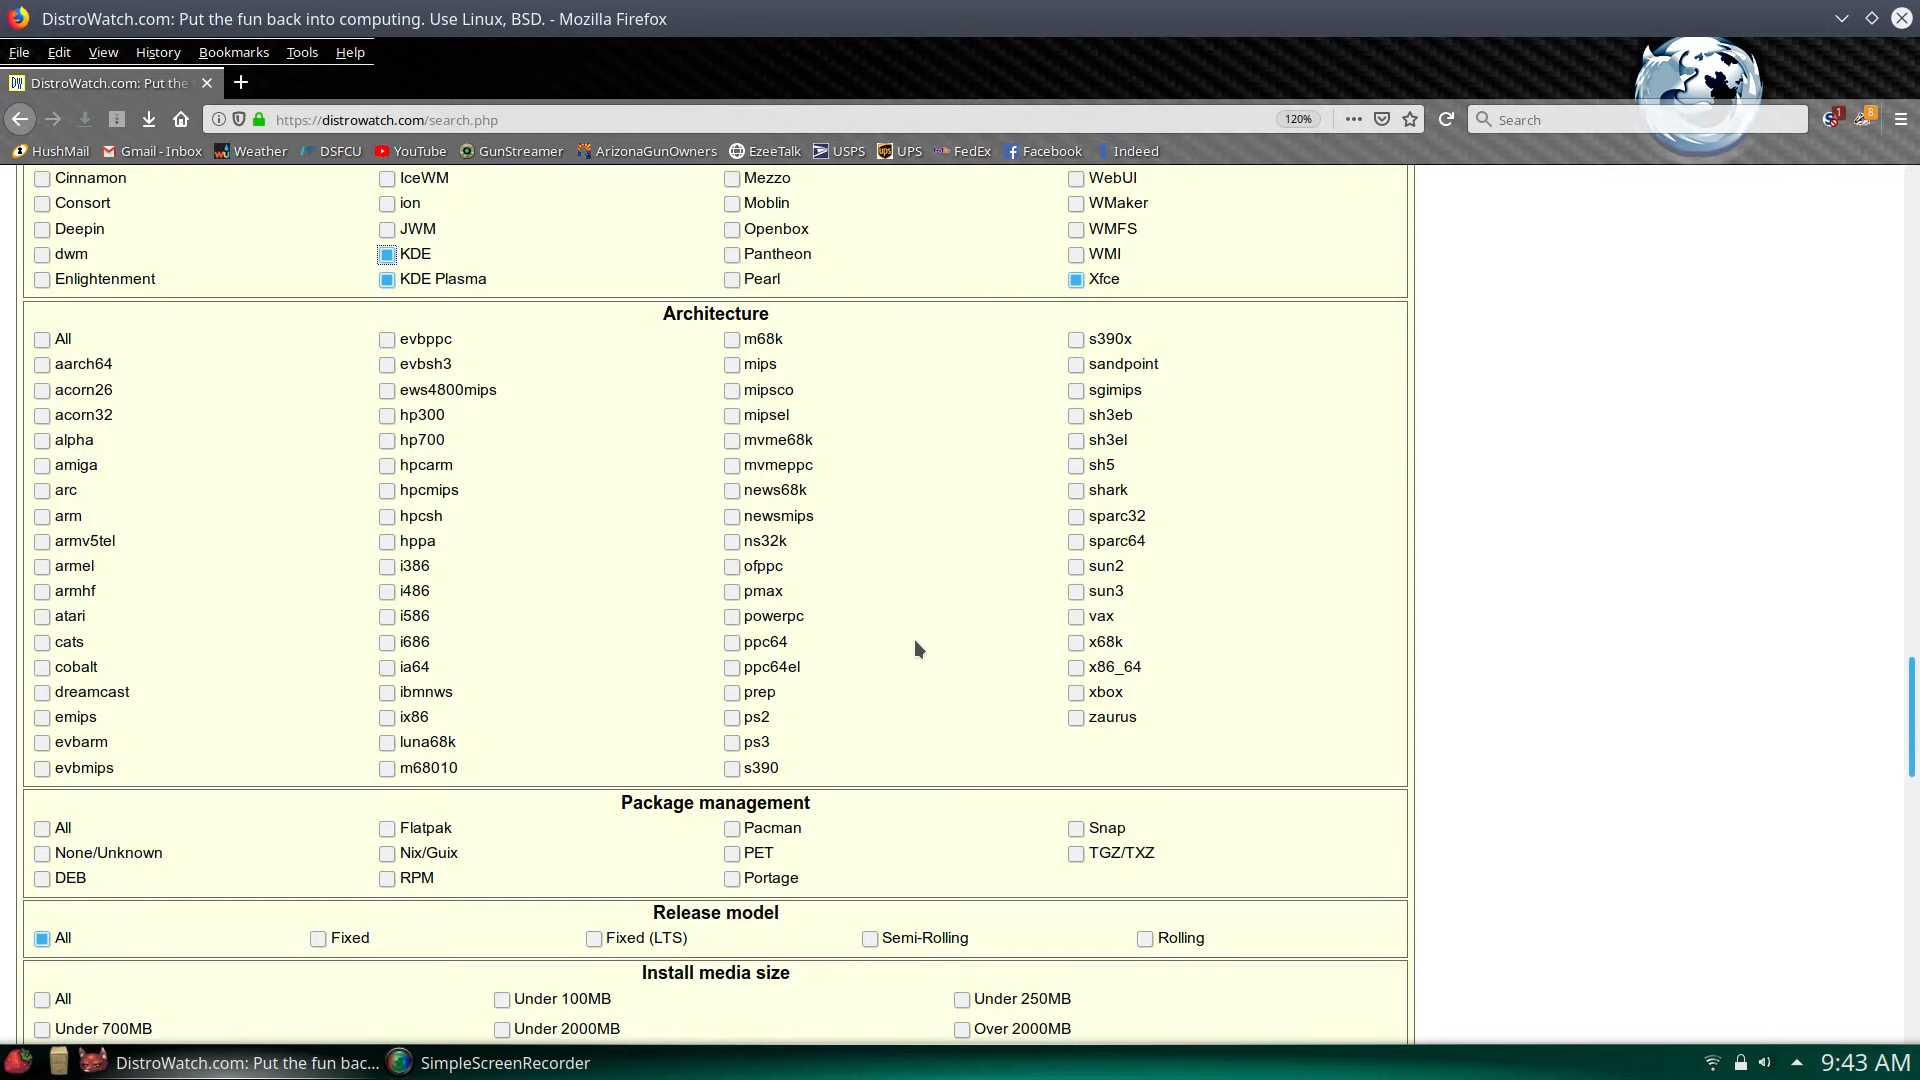 DistroWatch.com: Put the fun back into computing. Use Linux, BSD. - Mozilla Firefox
File Edit View History Bookmarks Tools Help
DW DistroWatch.com: Put the
https://distrowatch.com/search.php 120% Search 1 8
HushMail Gmail - Inbox Weather DSFCU YouTube GunStreamer ArizonaGunOwners EzeeTalk USPS UPS FedEx Facebook Indeed
Cinnamon IceWM Mezzo WebUI
Consort ion Moblin WMaker
Deepin JWM Openbox WMFS
dwm KDE Pantheon WMI
Enlightenment KDE Plasma Pearl Xfce
Architecture
All evbppc m68k s390x
aarch64 evbsh3 mips sandpoint
acorn26 ews4800mips mipsco sgimips
acorn32 hp300 mipsel sh3eb
alpha hp700 mvme68k sh3el
amiga hpcarm mvmeppc sh5
arc hpcmips news68k shark
arm hpcsh newsmips sparc32
armv5tel hppa ns32k sparc64
armel i386 ofppc sun2
armhf i486 pmax sun3
atari i586 powerpc vax
cats i686 ppc64 x68k
cobalt ia64 ppc64el x86_64
dreamcast ibmnws prep xbox
emips ix86 ps2 zaurus
evbarm luna68k ps3
evbmips m68010 s390
Package management
All Flatpak Pacman Snap
None/Unknown Nix/Guix PET TGZ/TXZ
DEB RPM Portage
Release model
All Fixed Fixed (LTS) Semi-Rolling Rolling
Install media size
All Under 100MB Under 250MB
Under 700MB Under 2000MB Over 2000MB
DistroWatch.com: Put the fun bac... SimpleScreenRecorder 9:43 AM